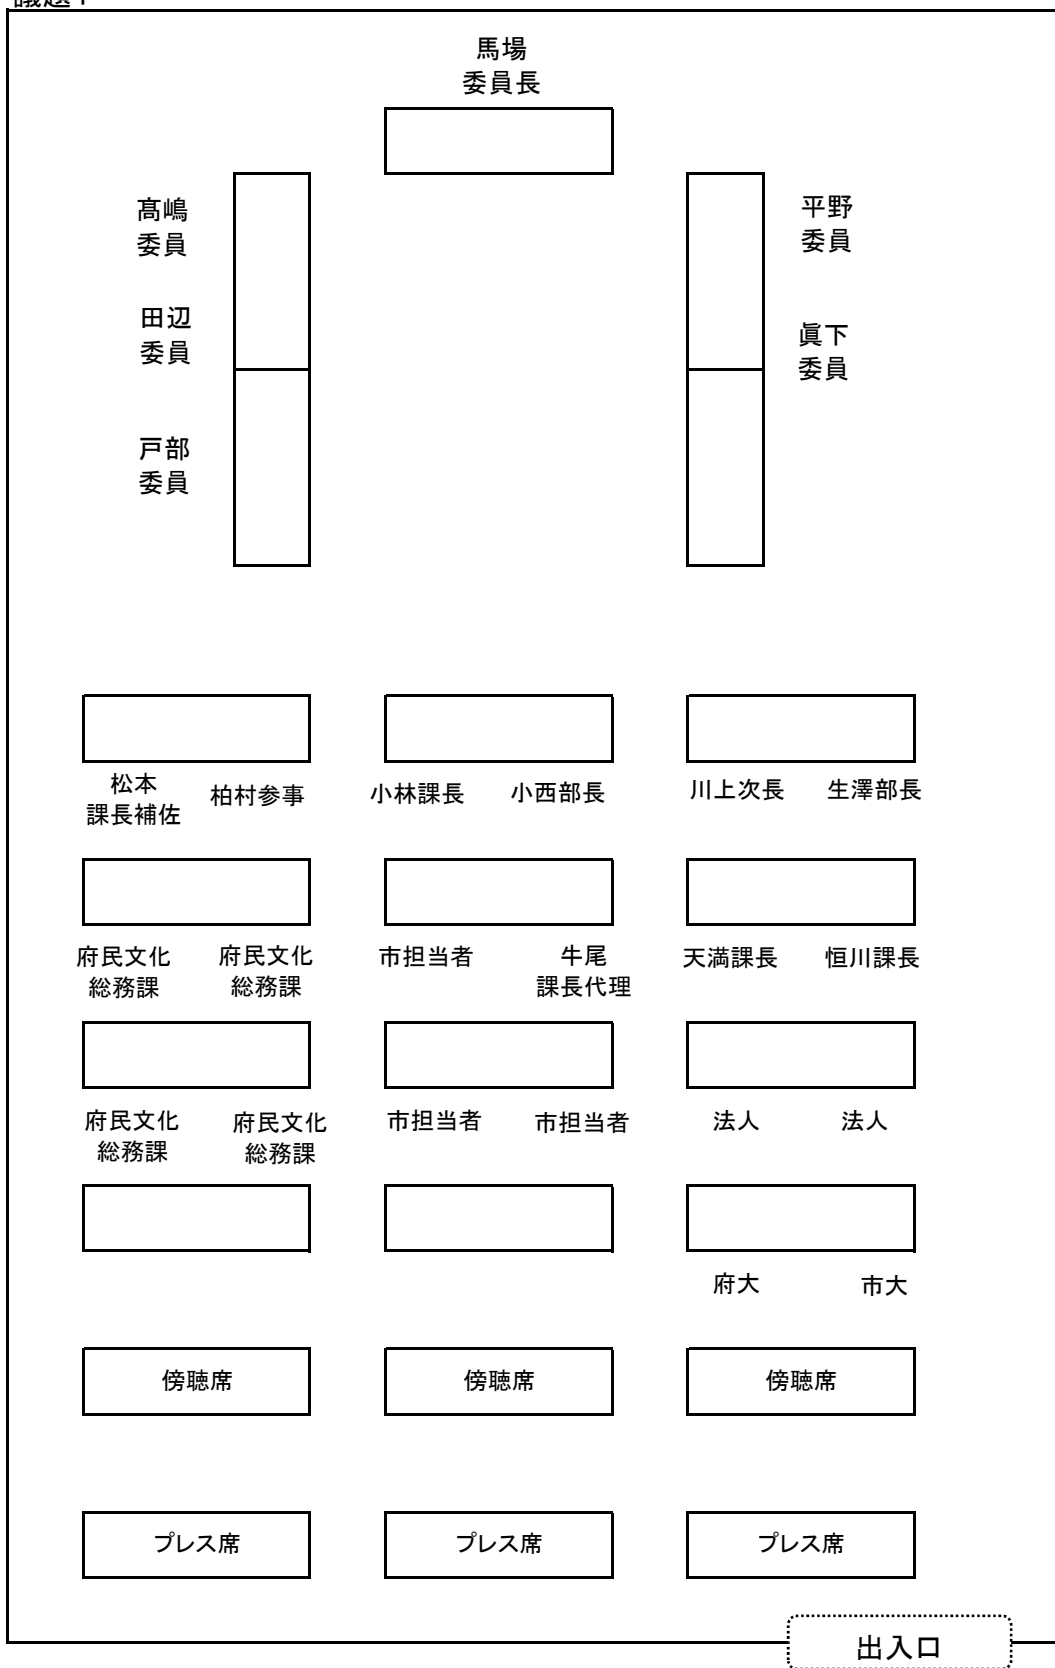 馬場
委員長
髙嶋
委員
平野
委員
田辺
委員
眞下
委員
戸部
委員
松本
課長補佐
柏村参事
小林課長
小西部長
川上次長
生澤部長
府民文化
総務課
府民文化
総務課
市担当者
牛尾
課長代理
天満課長
恒川課長
府民文化
総務課
府民文化
総務課
市担当者
市担当者
法人
法人
府大
市大
傍聴席
傍聴席
傍聴席
プレス席
プレス席
プレス席
出入口